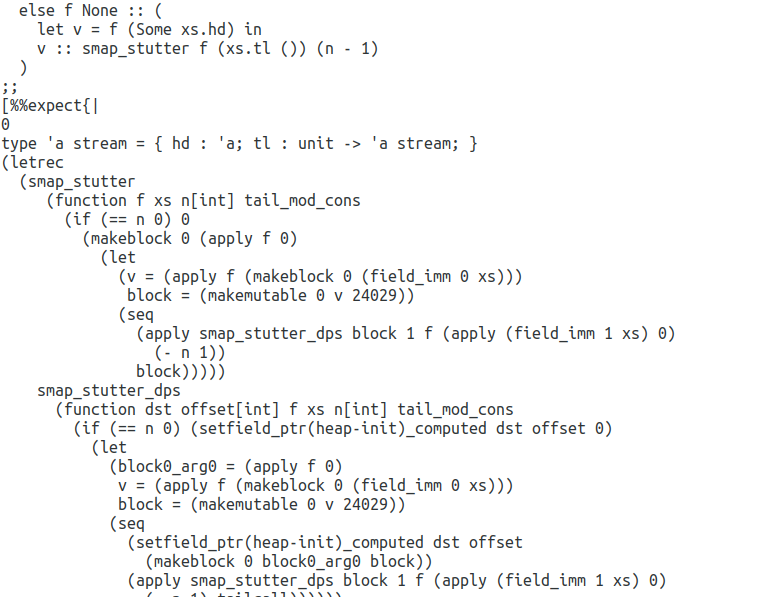 else f None :: (
let v = f (Some xs.hd) in
v :: smap_stutter f (xs.tl ()) (n - 1)
)
;;
[%%expect{|
0
type 'a stream = { hd : 'a; tl : unit -> 'a stream; }
(letrec
(smap_stutter
(function f xs n[int] tail_mod_cons
(if (== n 0) 0
(makeblock 0 (apply f 0)
(let
(v = (apply f (makeblock 0 (field_imm 0 xs)))
block = (makemutable 0 v 24029))
(seq
(apply smap_stutter_dps block 1 f (apply (field_imm 1 xs) 0)
(- n 1))
block)))))
smap_stutter_dps
(function dst offset[int] f xs n[int] tail_mod_cons
(if (== n 0) (setfield_ptr(heap-init)_computed dst offset 0)
(let
(block0_arg0 = (apply f 0)
v = (apply f (makeblock 0 (field_imm 0 xs)))
block = (makemutable 0 v 24029))
(seq
(setfield_ptr(heap-init)_computed dst offset
(makeblock 0 block0_arg0 block))
(apply smap_stutter_dps block 1 f (apply (field_imm 1 xs) 0)